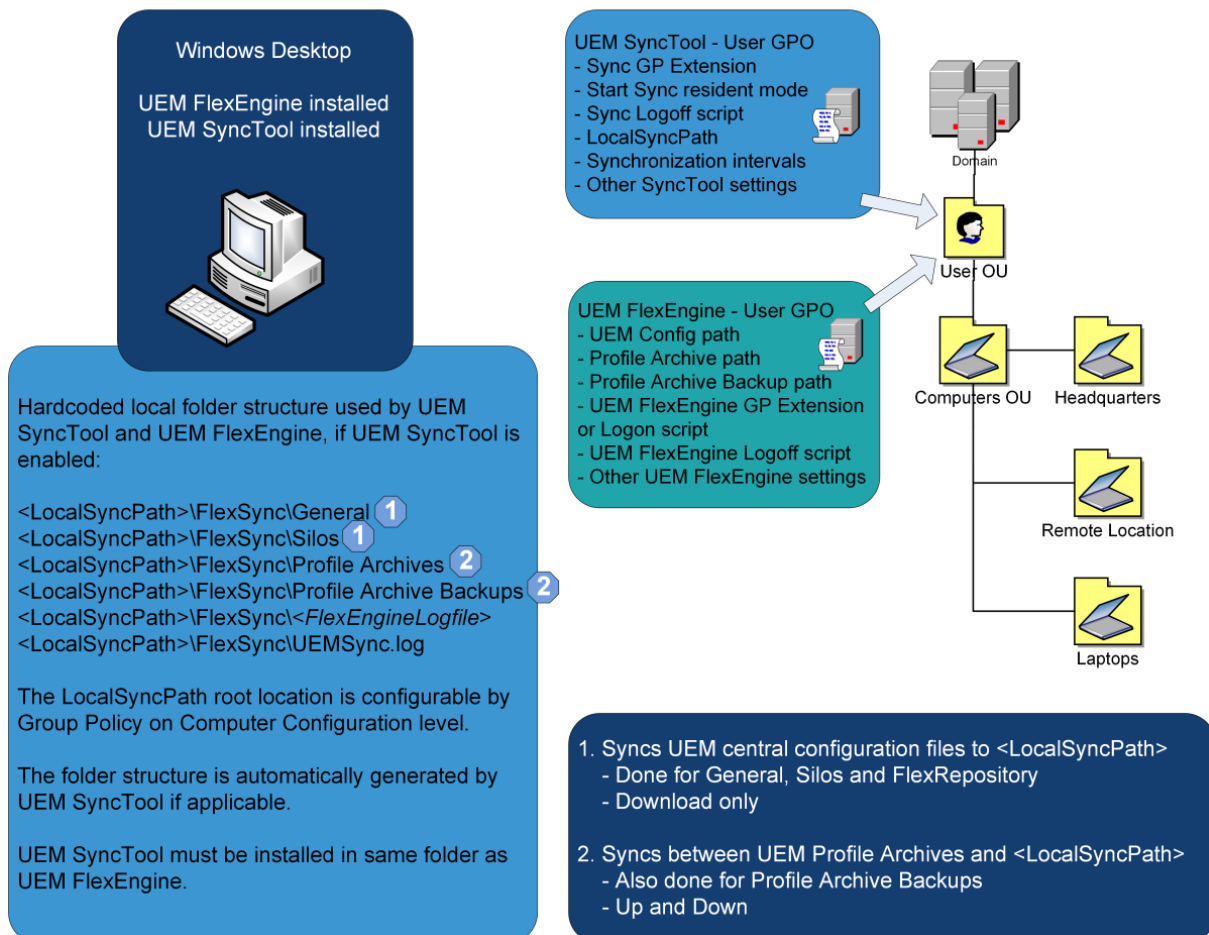 Windows Desktop
UEM FlexEngine installed
UEM SyncTool installed
Hardcoded local folder structure used by UEM
SyncTool and UEM FlexEngine, if UEM SyncTool is
enabled:
<LocalSyncPath>\FlexSync\General 1
<LocalSyncPath>\FlexSync\Silos 1
<LocalSyncPath>\FlexSync\Profile Archives 2
<LocalSyncPath>\FlexSync\Profile Archive Backups 2
<LocalSyncPath>\FlexSync\<FlexEngineLogfile>
<LocalSyncPath>\FlexSync\UEMSync.log
The LocalSyncPath root location is configurable by
Group Policy on Computer Configuration level.
The folder structure is automatically generated by
UEM SyncTool if applicable.
UEM SyncTool must be installed in same folder as
UEM FlexEngine.
UEM SyncTool - User GPO
- Sync GP Extension
- Start Sync resident mode
- Sync Logoff script
- LocalSyncPath
- Synchronization intervals
- Other SyncTool settings
UEM FlexEngine - User GPO
- UEM Config path
- Profile Archive path
- Profile Archive Backup path
- UEM FlexEngine GP Extension
or Logon script
- UEM FlexEngine Logoff script
- Other UEM FlexEngine settings
Domain
User OU
Computers OU
Headquarters
Remote Location
Laptops
1. Syncs UEM central configuration files to <LocalSyncPath>
- Done for General, Silos and FlexRepository
- Download only
2. Syncs between UEM Profile Archives and <LocalSyncPath>
- Also done for Profile Archive Backups
- Up and Down